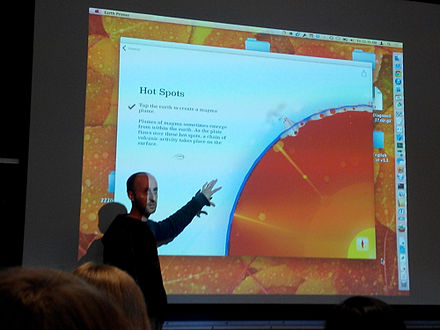 Earth Primer
Hot Spots
Tap the earth to create a magma
plume.
Plumes of magma sometimes emerge
from within the earth. As the plate
flows over these hot spots, a chain of
volcanic activity takes place on the
surface.